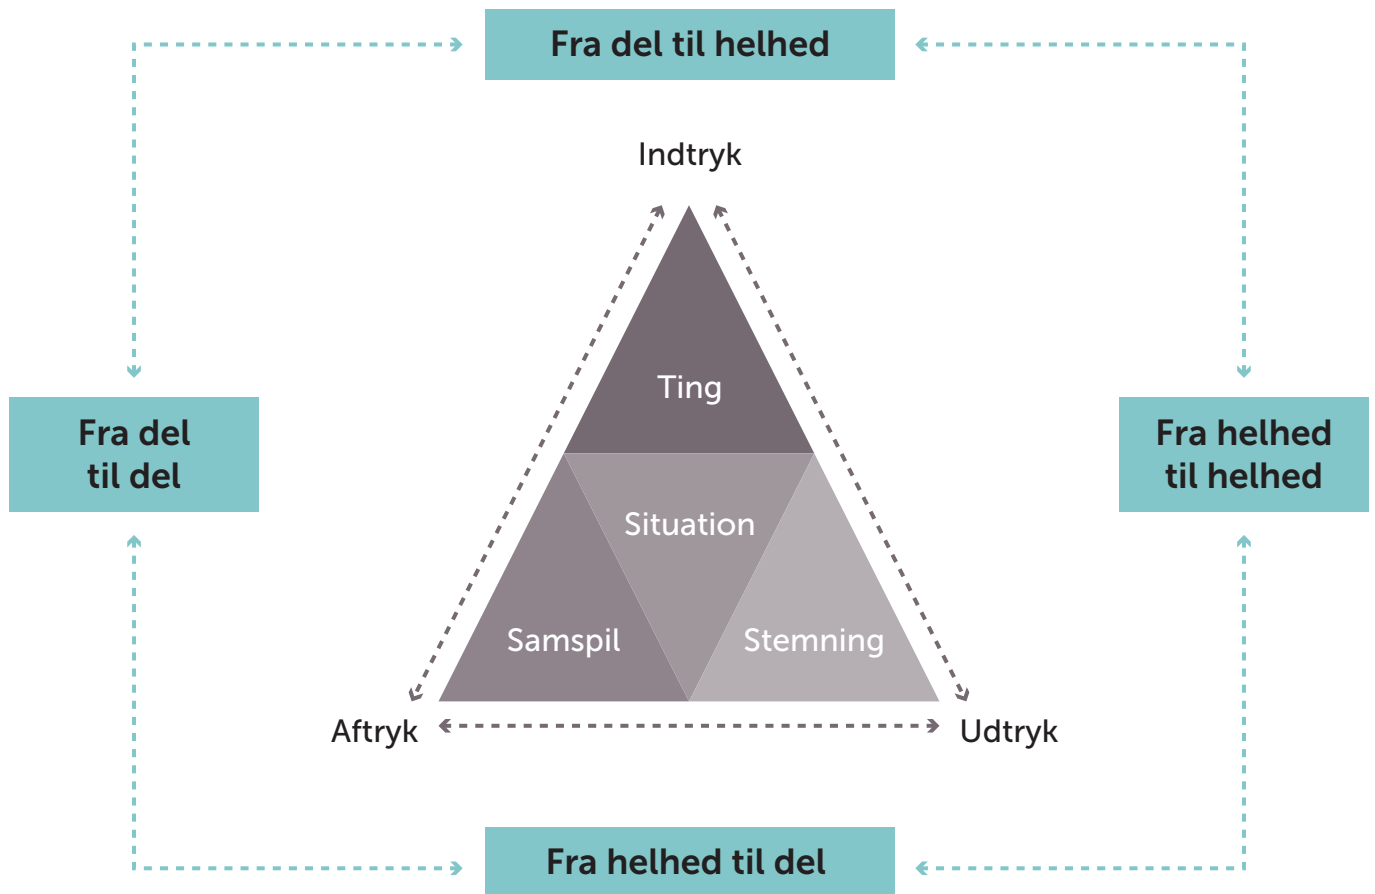 Fra del til helhed
Indtryk
Ting
Fra del
til del
Fra helhed
til helhed
Situation
Samspil
Stemning
Aftryk
Udtryk
Fra helhed til del